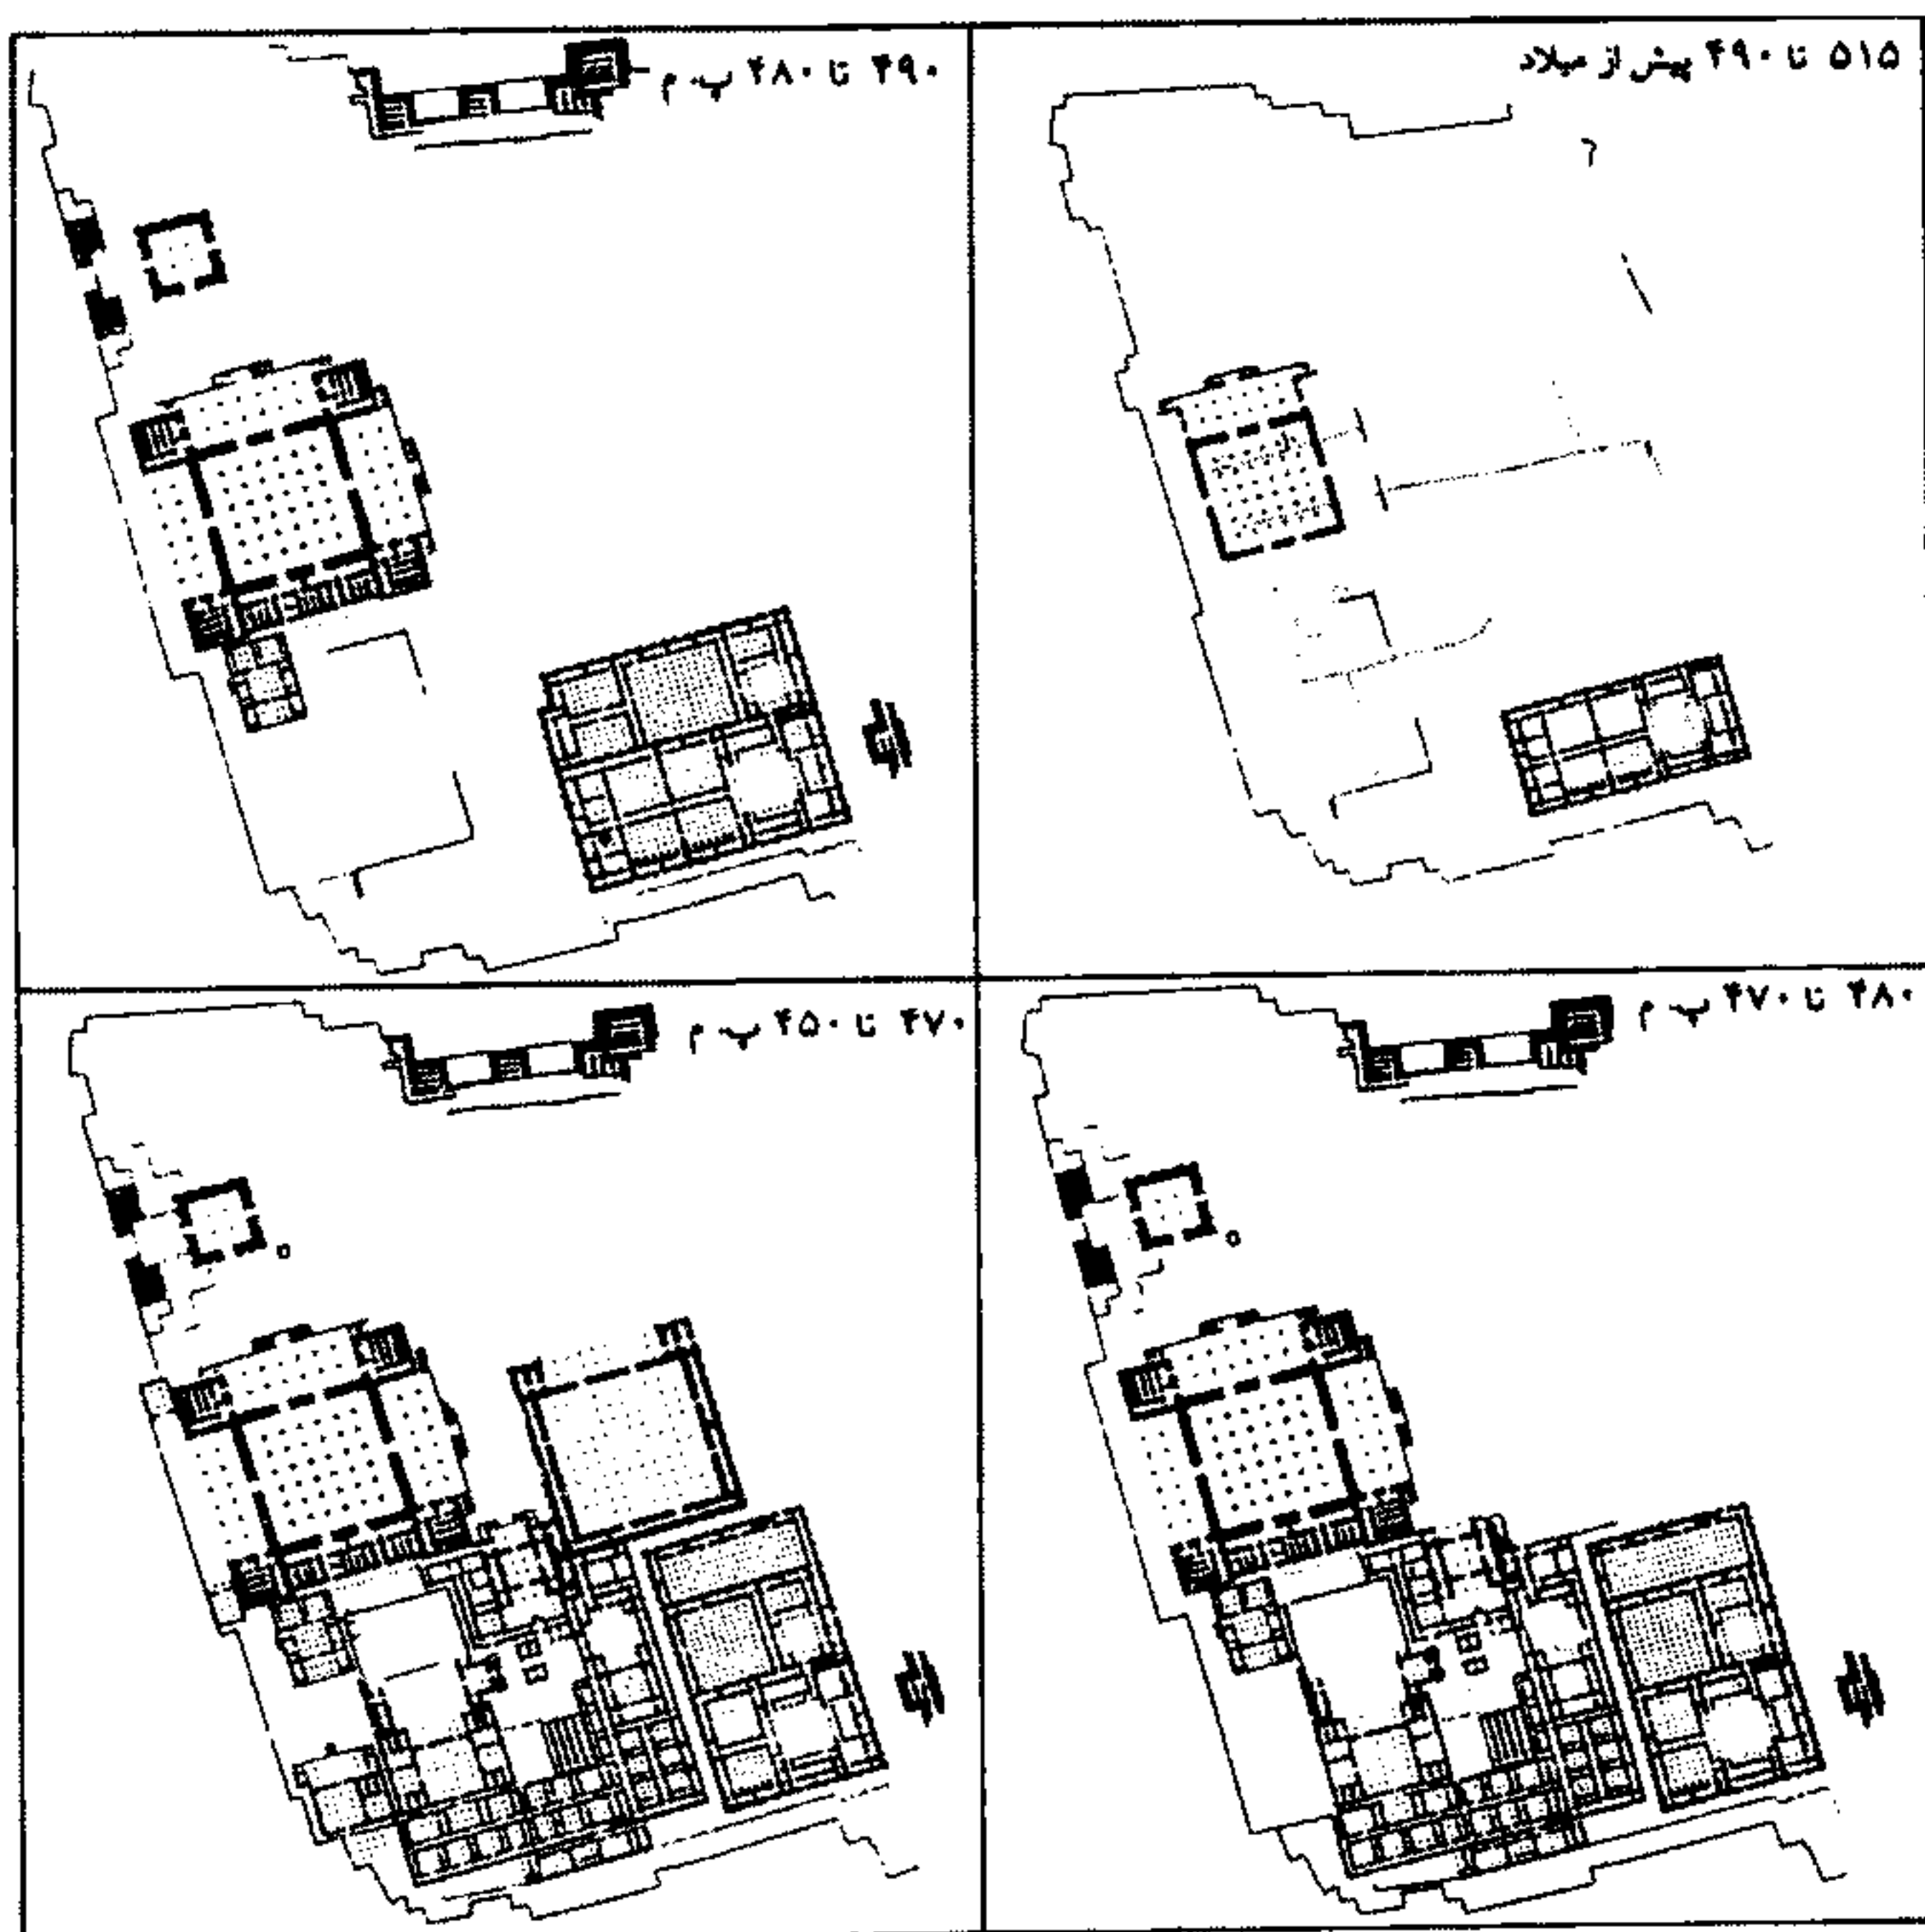 ۵۱۵ تا ۴۹۰ پیش از میلاد
۴۹۰ تا ۴۸۰ پ م
۴۸۰ تا ۴۷۰ پ م
۴۷۰ تا ۴۵۰ پ م